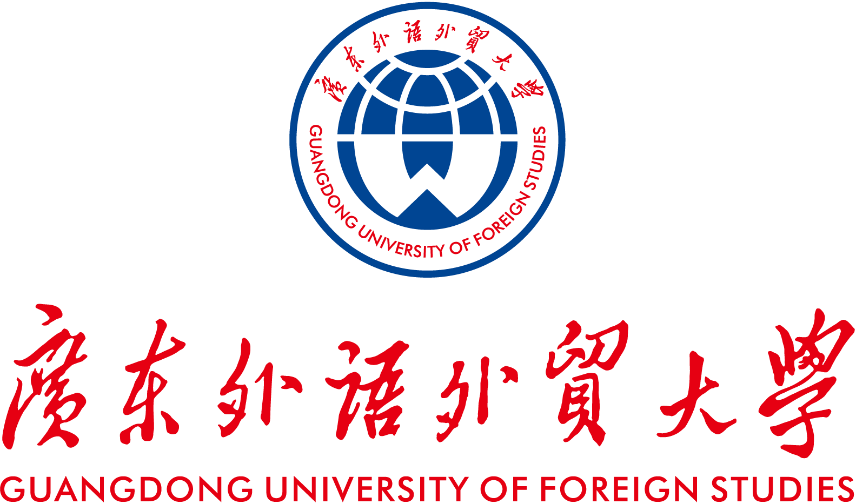 廣东外語外貿大學
GUANGDONG UNIVERSITY OF FOREIGN STUDIES
廣东外語外貿大學
GUANGDONG UNIVERSITY OF FOREIGN STUDIES